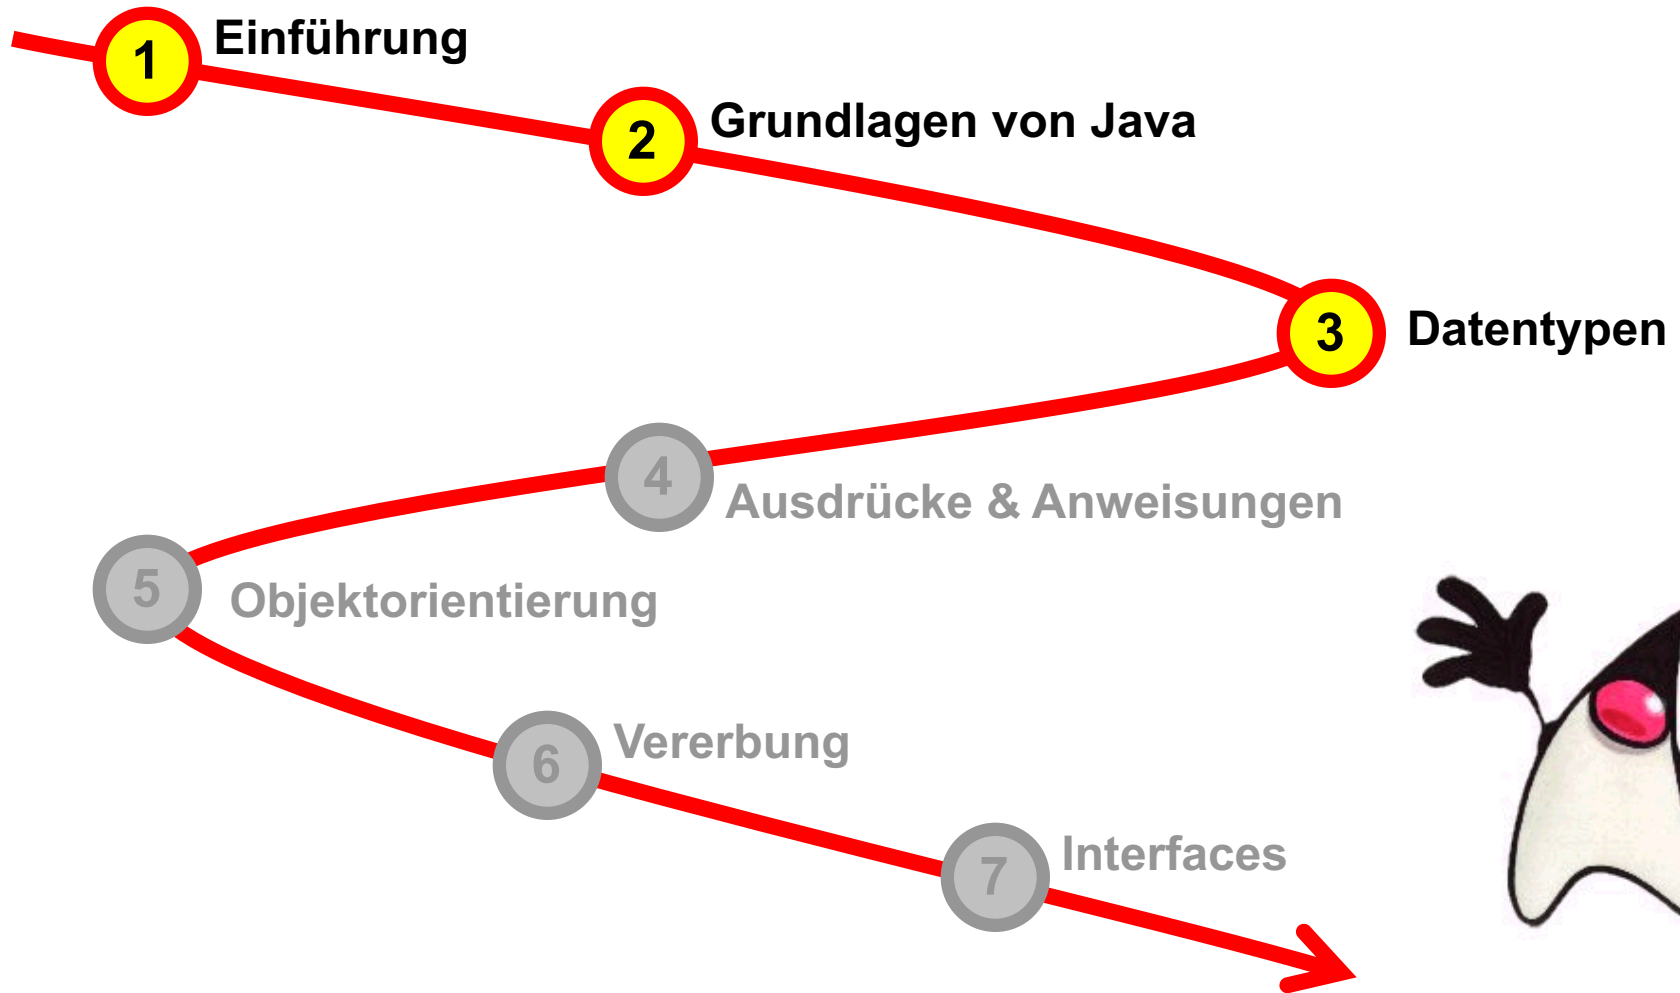 1 Einführung
2 Grundlagen von Java
3 Datentypen
4 Ausdrücke & Anweisungen
5 Objektorientierung
6 Vererbung
7 Interfaces